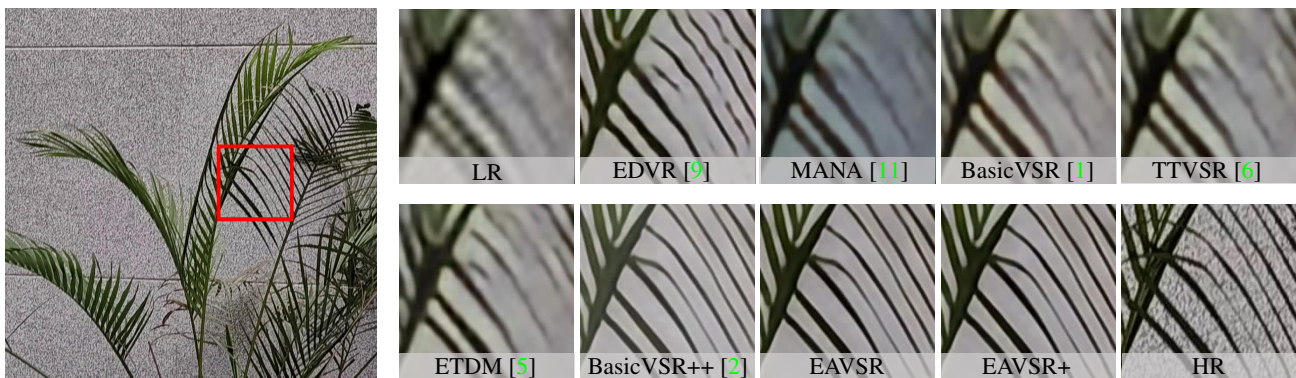 LR
EDVR [9]
MANA [11]
BasicVSR [1]
TTVSR [6]
ETDM [5]
BasicVSR++ [2]
EAVSR
EAVSR+
HR